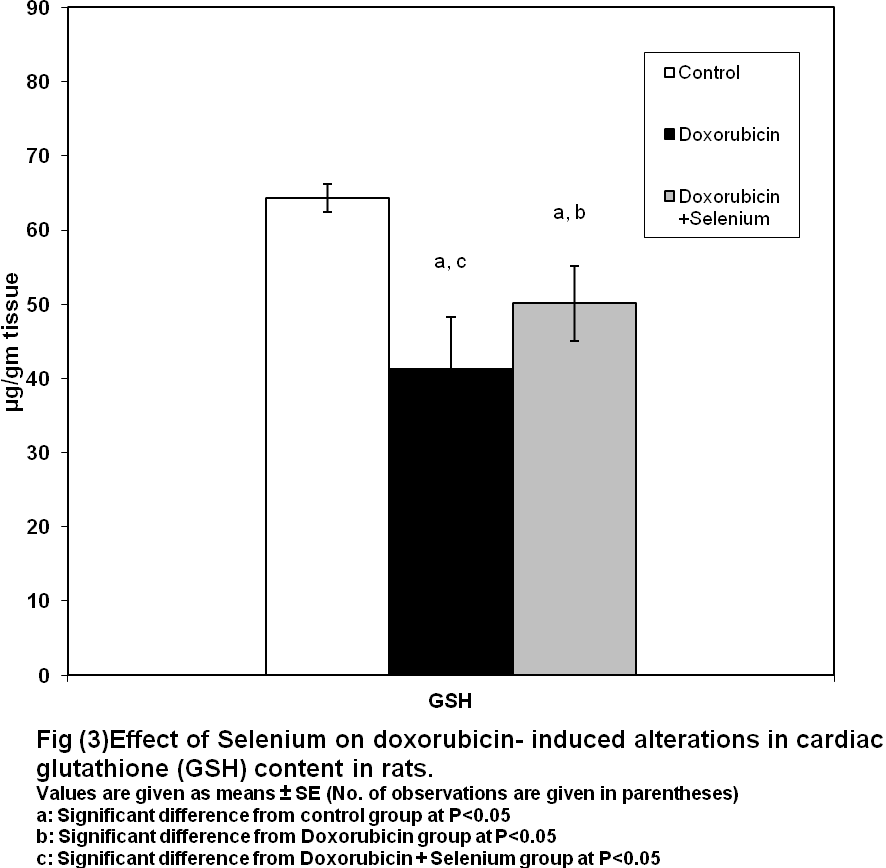 90
80
70
60
50
40
30
20
10
0
µg/gm tissue
Control
Doxorubicin
Doxorubicin
+Selenium
a, c
a, b
GSH
Fig (3)Effect of Selenium on doxorubicin- induced alterations in cardiac
glutathione (GSH) content in rats.
Values are given as means ± SE (No. of observations are given in parentheses)
a: Significant difference from control group at P<0.05
b: Significant difference from Doxorubicin group at P<0.05
c: Significant difference from Doxorubicin + Selenium group at P<0.05